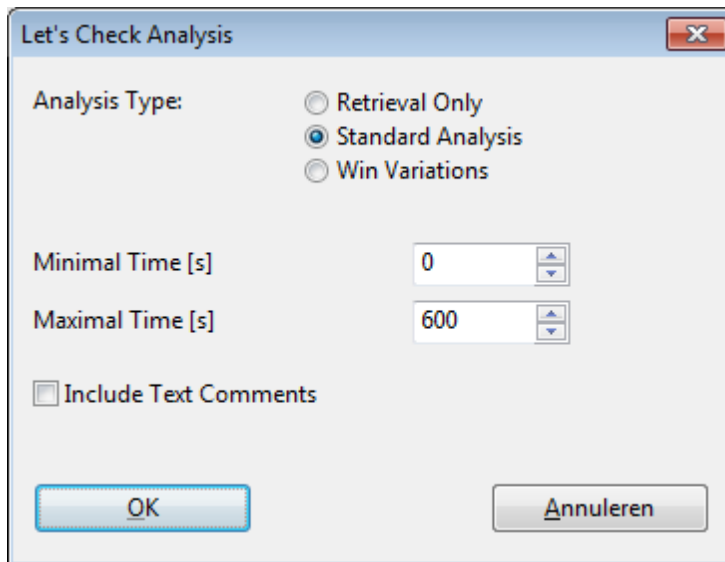 Let's Check Analysis
Analysis Type:
Retrieval Only
Standard Analysis
Win Variations
Minimal Time [s]
0
Maximal Time [s]
600
Include Text Comments
OK
Annuleren